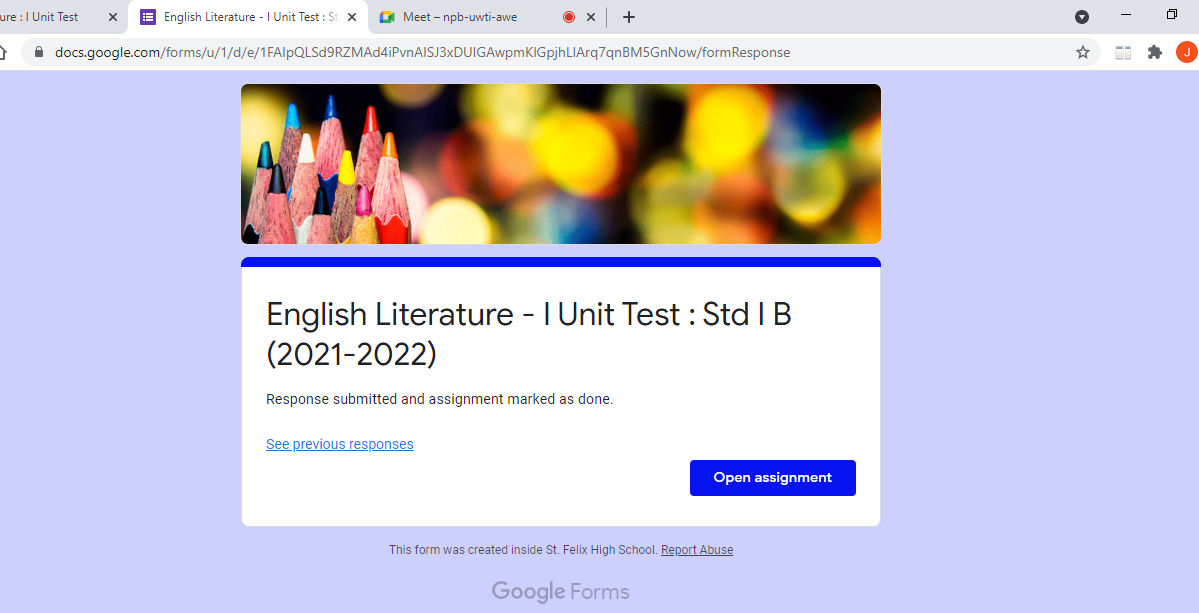 ure : I Unit Test
English Literature - I Unit Test : St
Meet – npb-uwti-awe
docs.google.com/forms/u/1/d/e/1FAIpQLSd9RZMAd4iPvnAISJ3xDUIGAwpmKlGpjhLIArq7qnBM5GnNow/formResponse
J
English Literature - I Unit Test : Std I B
(2021-2022)
Response submitted and assignment marked as done.
See previous responses
Open assignment
This form was created inside St. Felix High School. Report Abuse
Google Forms